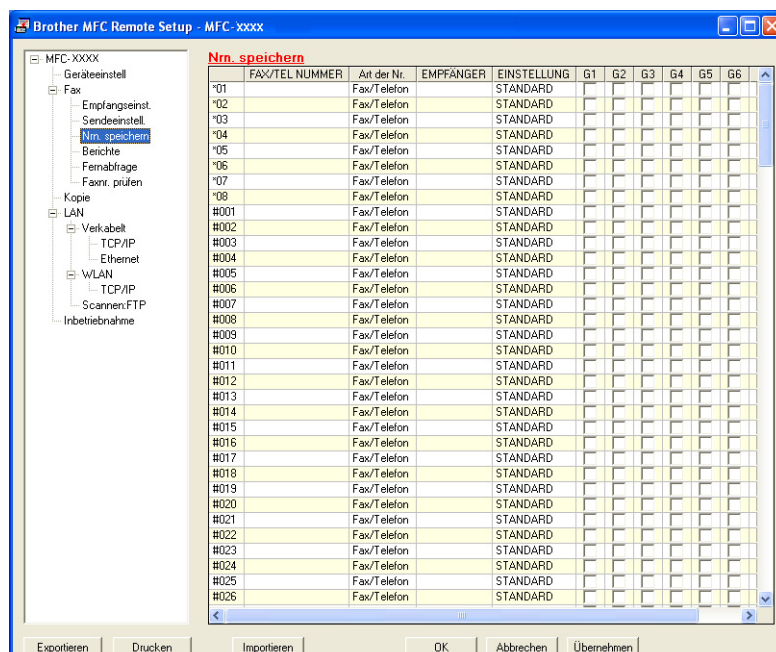 Brother MFC Remote Setup - MFC-xxxx
MFC-XXXX
Geräteeinstell
Fax
Empfangseinst.
Sendeeinstell.
Nrn. speichern
Berichte
Fernabfrage
Faxnr. prüfen
Kopie
LAN
Verkabelt
TCP/IP
Ethernet
WLAN
TCP/IP
Scannen:FTP
Inbetriebnahme
Nrn. speichern
FAX/TEL NUMMER Art der Nr. EMPFÄNGER EINSTELLUNG G1 G2 G3 G4 G5 G6
*01 Fax/Telefon STANDARD
*02 Fax/Telefon STANDARD
*03 Fax/Telefon STANDARD
*04 Fax/Telefon STANDARD
*05 Fax/Telefon STANDARD
*06 Fax/Telefon STANDARD
*07 Fax/Telefon STANDARD
*08 Fax/Telefon STANDARD
#001 Fax/Telefon STANDARD
#002 Fax/Telefon STANDARD
#003 Fax/Telefon STANDARD
#004 Fax/Telefon STANDARD
#005 Fax/Telefon STANDARD
#006 Fax/Telefon STANDARD
#007 Fax/Telefon STANDARD
#008 Fax/Telefon STANDARD
#009 Fax/Telefon STANDARD
#010 Fax/Telefon STANDARD
#011 Fax/Telefon STANDARD
#012 Fax/Telefon STANDARD
#013 Fax/Telefon STANDARD
#014 Fax/Telefon STANDARD
#015 Fax/Telefon STANDARD
#016 Fax/Telefon STANDARD
#017 Fax/Telefon STANDARD
#018 Fax/Telefon STANDARD
#019 Fax/Telefon STANDARD
#020 Fax/Telefon STANDARD
#021 Fax/Telefon STANDARD
#022 Fax/Telefon STANDARD
#023 Fax/Telefon STANDARD
#024 Fax/Telefon STANDARD
#025 Fax/Telefon STANDARD
#026 Fax/Telefon STANDARD
Exportieren Drucken Importieren OK Abbrechen Übernehmen